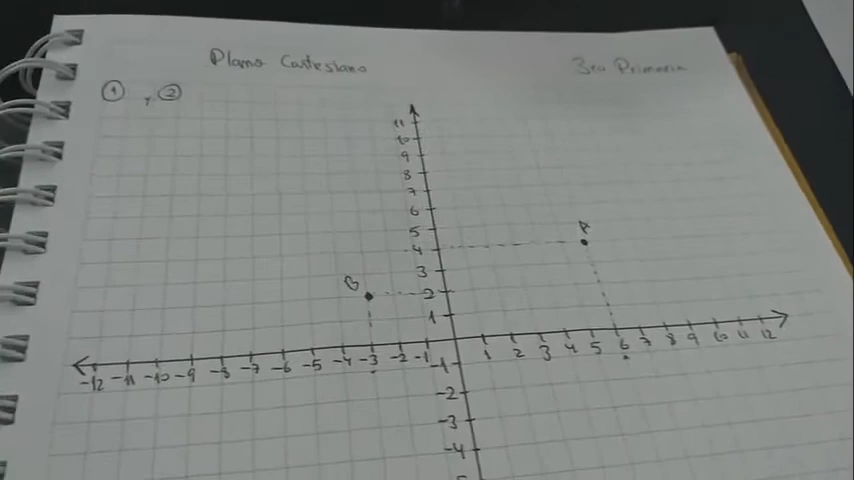 Plano Cartesiano 3ra Primaria
1 y 2
11
10
9
8
7
6
5
A
4
3
B 2
1
-12 -11 -10 -9 -8 -7 -6 -5 -4 -3 -2 -1 1 2 3 4 5 6 7 8 9 10 11 12
-1
-2
-3
-4